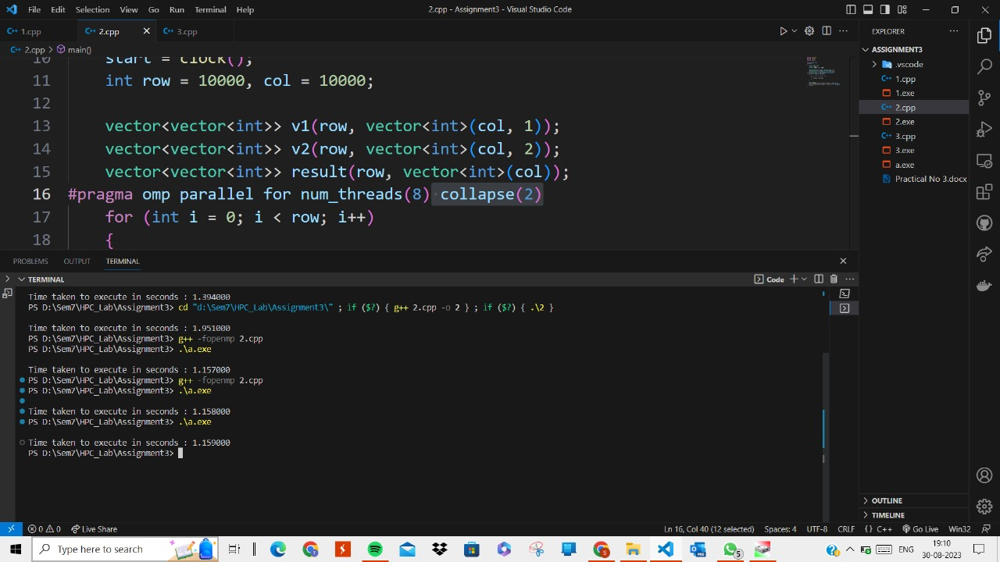 File Edit Selection View Go Run Terminal Help
2.cpp - Assignment3 - Visual Studio Code
1.cpp
2.cpp
3.cpp
2.cpp > main()
10 start = clock();
11 int row = 10000, col = 10000;
12
13 vector<vector<int>> v1(row, vector<int>(col, 1));
14 vector<vector<int>> v2(row, vector<int>(col, 2));
15 vector<vector<int>> result(row, vector<int>(col));
16 #pragma omp parallel for num_threads(8) collapse(2)
17 for (int i = 0; i < row; i++)
18 {
PROBLEMS OUTPUT TERMINAL
TERMINAL
Code
Time taken to execute in seconds : 1.394000
PS D:\Sem7\HPC_Lab\Assignment3> cd "d:\Sem7\HPC_Lab\Assignment3\" ; if ($?) { g++ 2.cpp -o 2 } ; if ($?) { .\2 }
Time taken to execute in seconds : 1.951000
PS D:\Sem7\HPC_Lab\Assignment3> g++ -fopenmp 2.cpp
PS D:\Sem7\HPC_Lab\Assignment3> .\a.exe
Time taken to execute in seconds : 1.157000
PS D:\Sem7\HPC_Lab\Assignment3> g++ -fopenmp 2.cpp
PS D:\Sem7\HPC_Lab\Assignment3> .\a.exe
Time taken to execute in seconds : 1.158000
PS D:\Sem7\HPC_Lab\Assignment3> .\a.exe
Time taken to execute in seconds : 1.159000
PS D:\Sem7\HPC_Lab\Assignment3>
EXPLORER
ASSIGNMENT3
.vscode
1.cpp
1.exe
2.cpp
2.exe
3.cpp
3.exe
a.exe
Practical No 3.docx
OUTLINE
TIMELINE
0 0 Live Share
Ln 16, Col 40 (12 selected) Spaces: 4 UTF-8 CRLF {} C++ Go Live Win32
Type here to search
5
ENG
19:10
30-08-2023